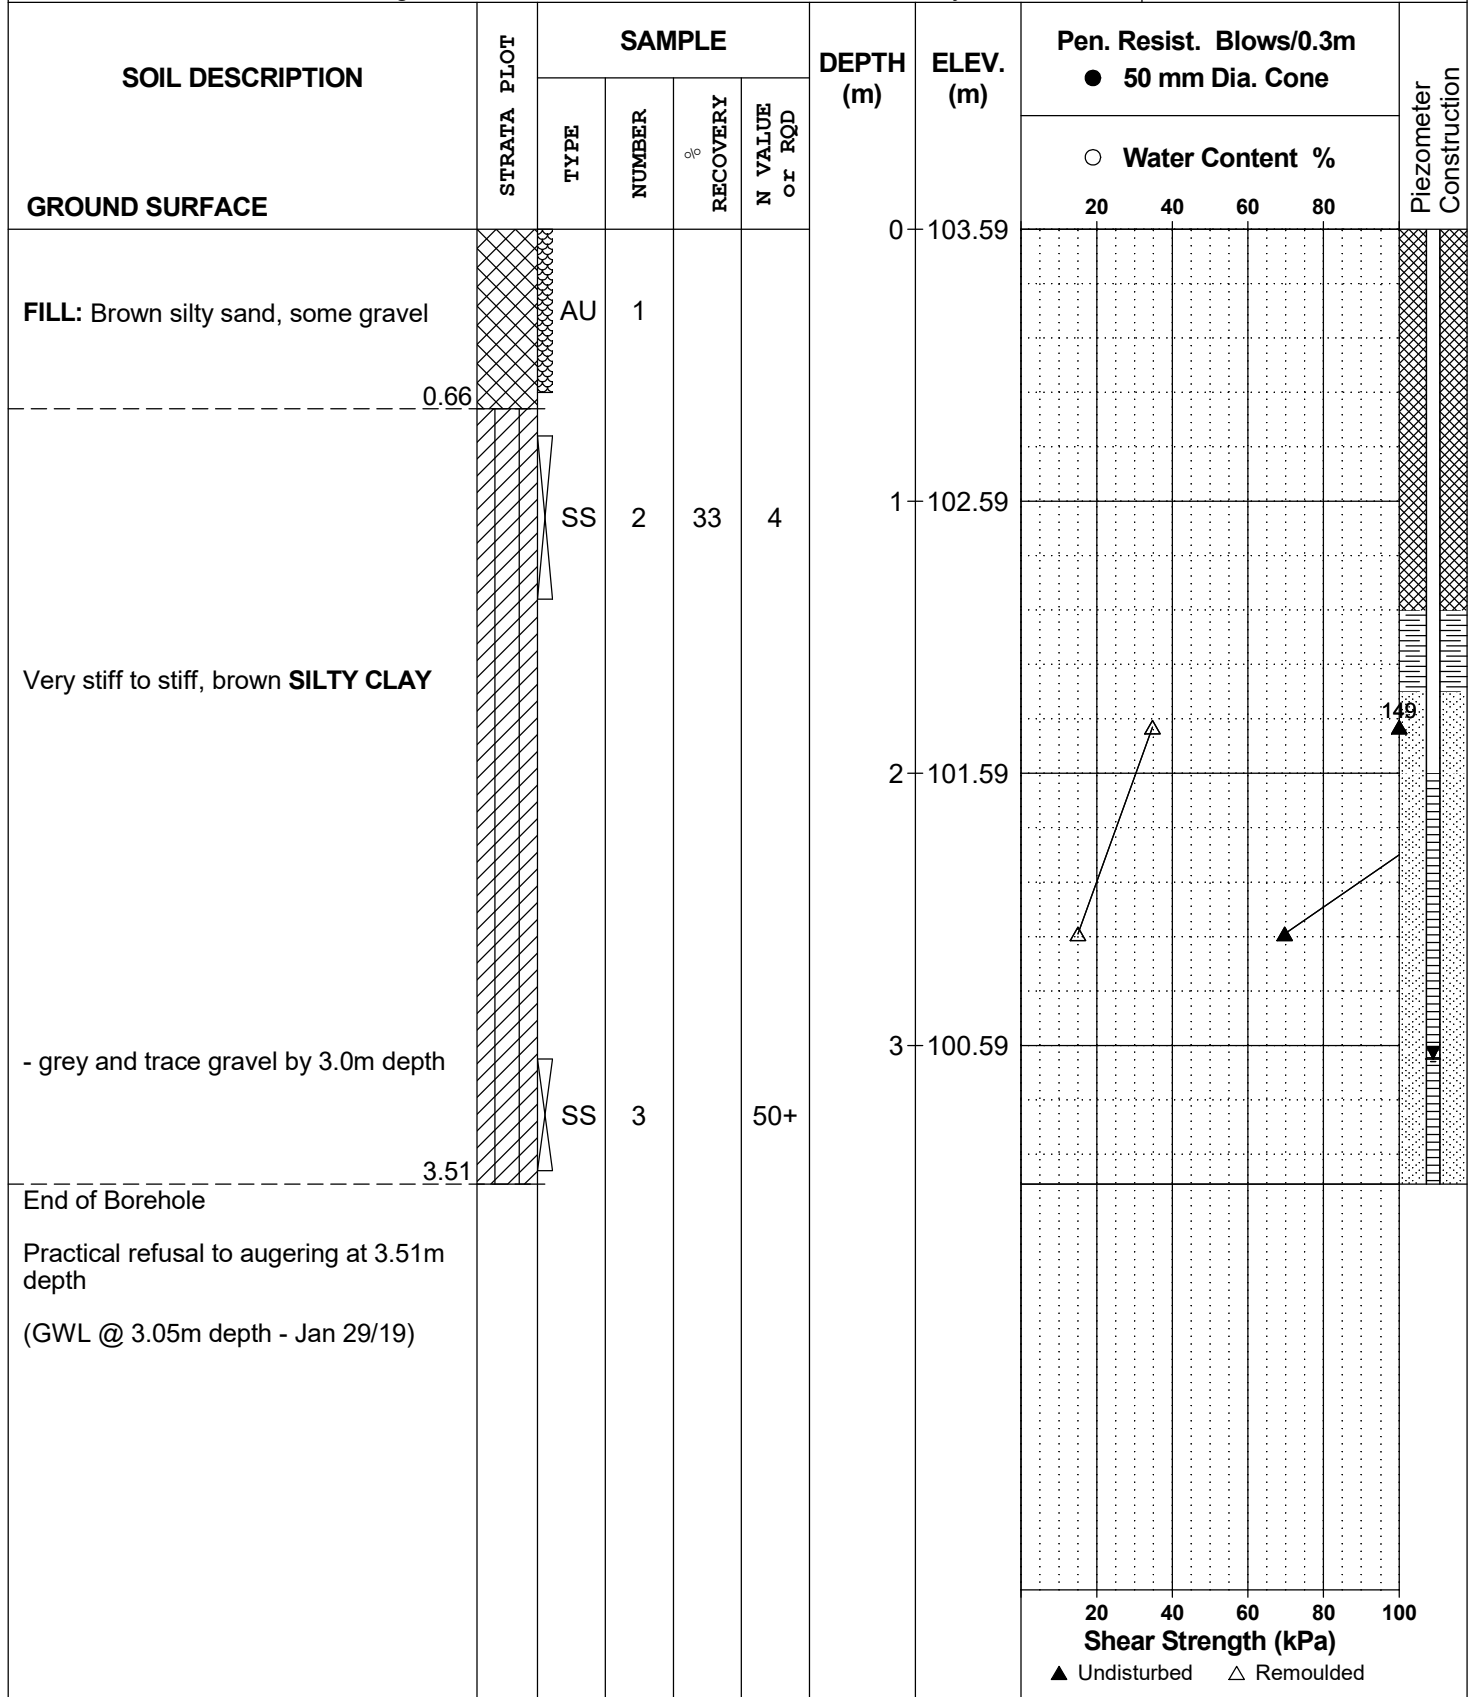 SOIL DESCRIPTION
GROUND SURFACE
STRATA PLOT
SAMPLE
TYPE
NUMBER
%
RECOVERY
N VALUE
or RQD
DEPTH
(m)
ELEV.
(m)
Pen. Resist. Blows/0.3m
● 50 mm Dia. Cone
○ Water Content %
20 40 60 80
Piezometer
Construction
0 103.59
FILL: Brown silty sand, some gravel
AU 1
0.66
1 102.59
SS 2 33 4
Very stiff to stiff, brown SILTY CLAY
149
2 101.59
3 100.59
- grey and trace gravel by 3.0m depth
SS 3 50+
3.51
End of Borehole
Practical refusal to augering at 3.51m
depth
(GWL @ 3.05m depth - Jan 29/19)
20 40 60 80 100
Shear Strength (kPa)
▲ Undisturbed △ Remoulded